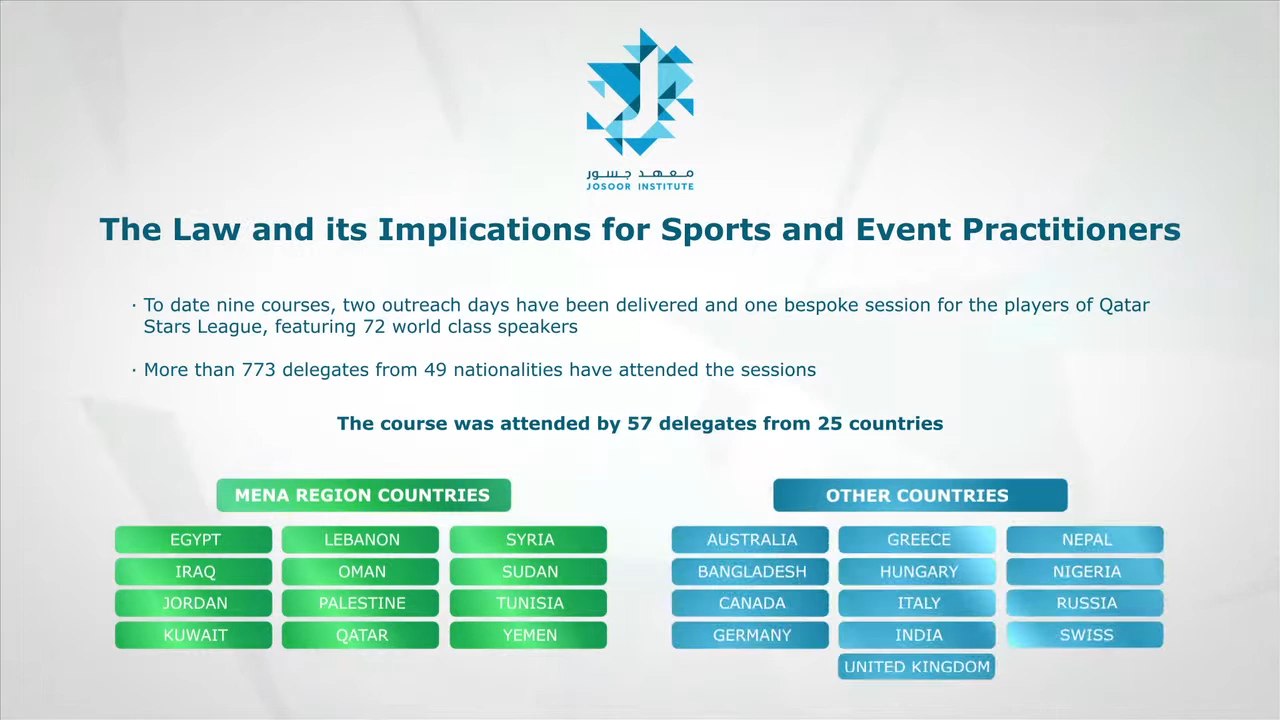 معهد جسور
JOSOOR INSTITUTE
The Law and its Implications for Sports and Event Practitioners
· To date nine courses, two outreach days have been delivered and one bespoke session for the players of Qatar
Stars League, featuring 72 world class speakers
· More than 773 delegates from 49 nationalities have attended the sessions
The course was attended by 57 delegates from 25 countries
MENA REGION COUNTRIES
EGYPT LEBANON SYRIA
IRAQ OMAN SUDAN
JORDAN PALESTINE TUNISIA
KUWAIT QATAR YEMEN
OTHER COUNTRIES
AUSTRALIA GREECE NEPAL
BANGLADESH HUNGARY NIGERIA
CANADA ITALY RUSSIA
GERMANY INDIA SWISS
UNITED KINGDOM